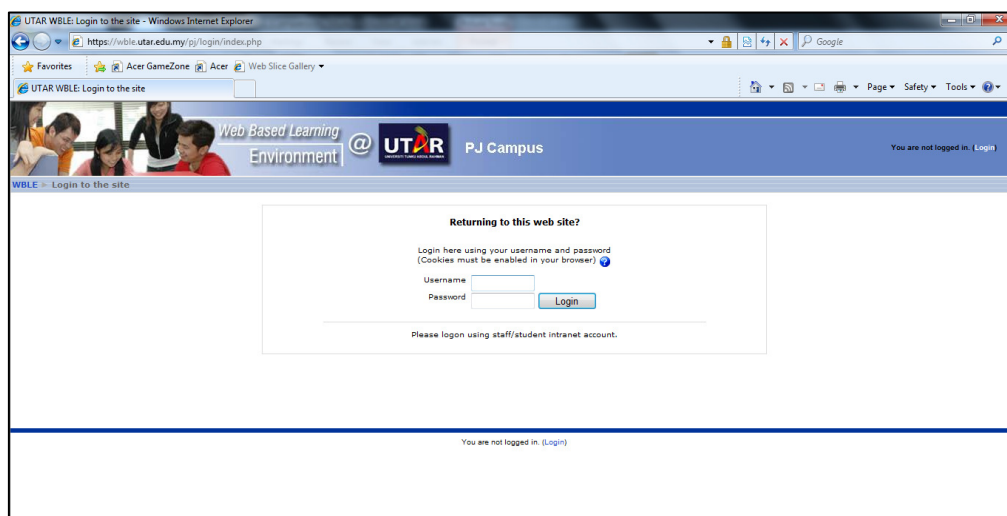 UTAR WBLE: Login to the site - Windows Internet Explorer
https://wble.utar.edu.my/pj/login/index.php
Google
Favorites Acer GameZone Acer Web Slice Gallery
UTAR WBLE: Login to the site
Page Safety Tools
Web Based Learning
Environment @ UTAR PJ Campus
UNIVERSITI TUNKU ABDUL RAHMAN
You are not logged in. (Login)
WBLE ► Login to the site
Returning to this web site?
Login here using your username and password
(Cookies must be enabled in your browser)
Username
Password Login
Please logon using staff/student intranet account.
You are not logged in. (Login)